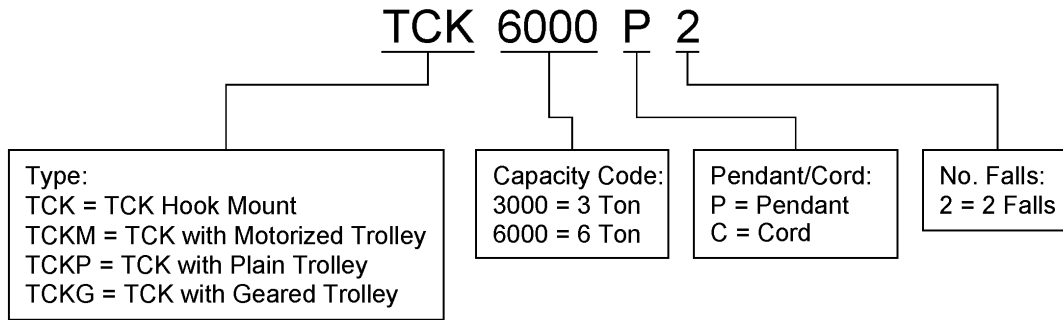 TCK 6000 P 2
Type:
TCK = TCK Hook Mount
TCKM = TCK with Motorized Trolley
TCKP = TCK with Plain Trolley
TCKG = TCK with Geared Trolley
Capacity Code:
3000 = 3 Ton
6000 = 6 Ton
Pendant/Cord:
P = Pendant
C = Cord
No. Falls:
2 = 2 Falls